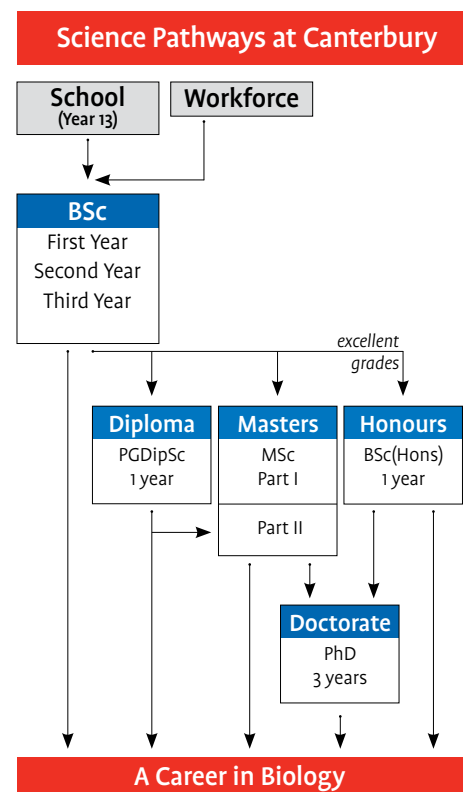 Science Pathways at Canterbury
School
(Year 13)
Workforce
BSc
First Year
Second Year
Third Year
excellent
grades
Diploma
PGDipSc
1 year
Masters
MSc
Part I
Part II
Honours
BSc(Hons)
1 year
Doctorate
PhD
3 years
A Career in Biology